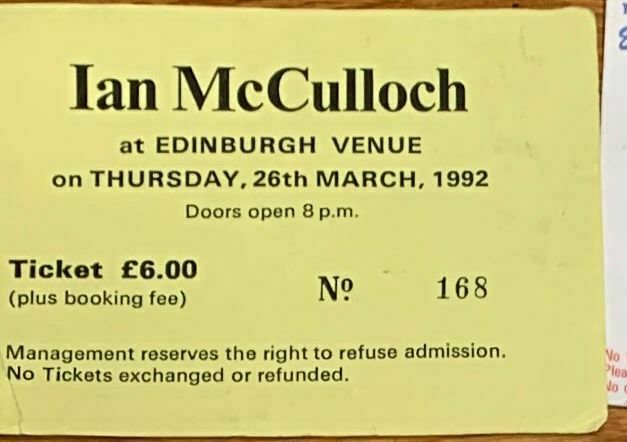 Ian McCulloch
at EDINBURGH VENUE
on THURSDAY, 26th MARCH, 1992
Doors open 8 p.m.
Ticket £6.00
(plus booking fee)
Nº 168
Management reserves the right to refuse admission.
No Tickets exchanged or refunded.
No